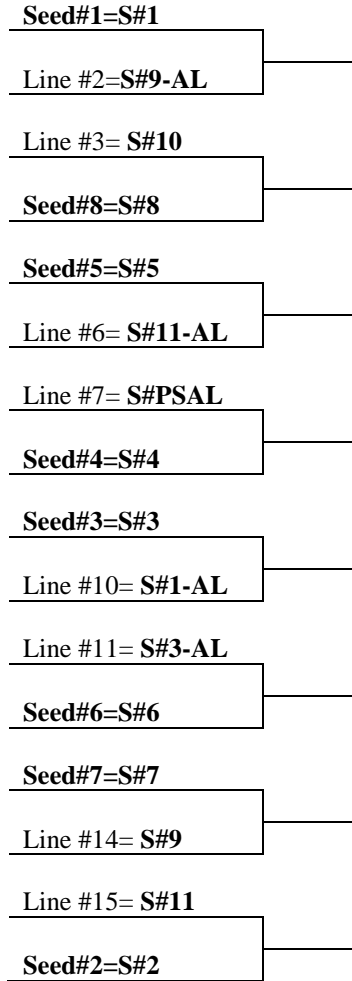 Seed#1=S#1
Line #2=S#9-AL
Line #3= S#10
Seed#8=S#8
Seed#5=S#5
Line #6= S#11-AL
Line #7= S#PSAL
Seed#4=S#4
Seed#3=S#3
Line #10= S#1-AL
Line #11= S#3-AL
Seed#6=S#6
Seed#7=S#7
Line #14= S#9
Line #15= S#11
Seed#2=S#2